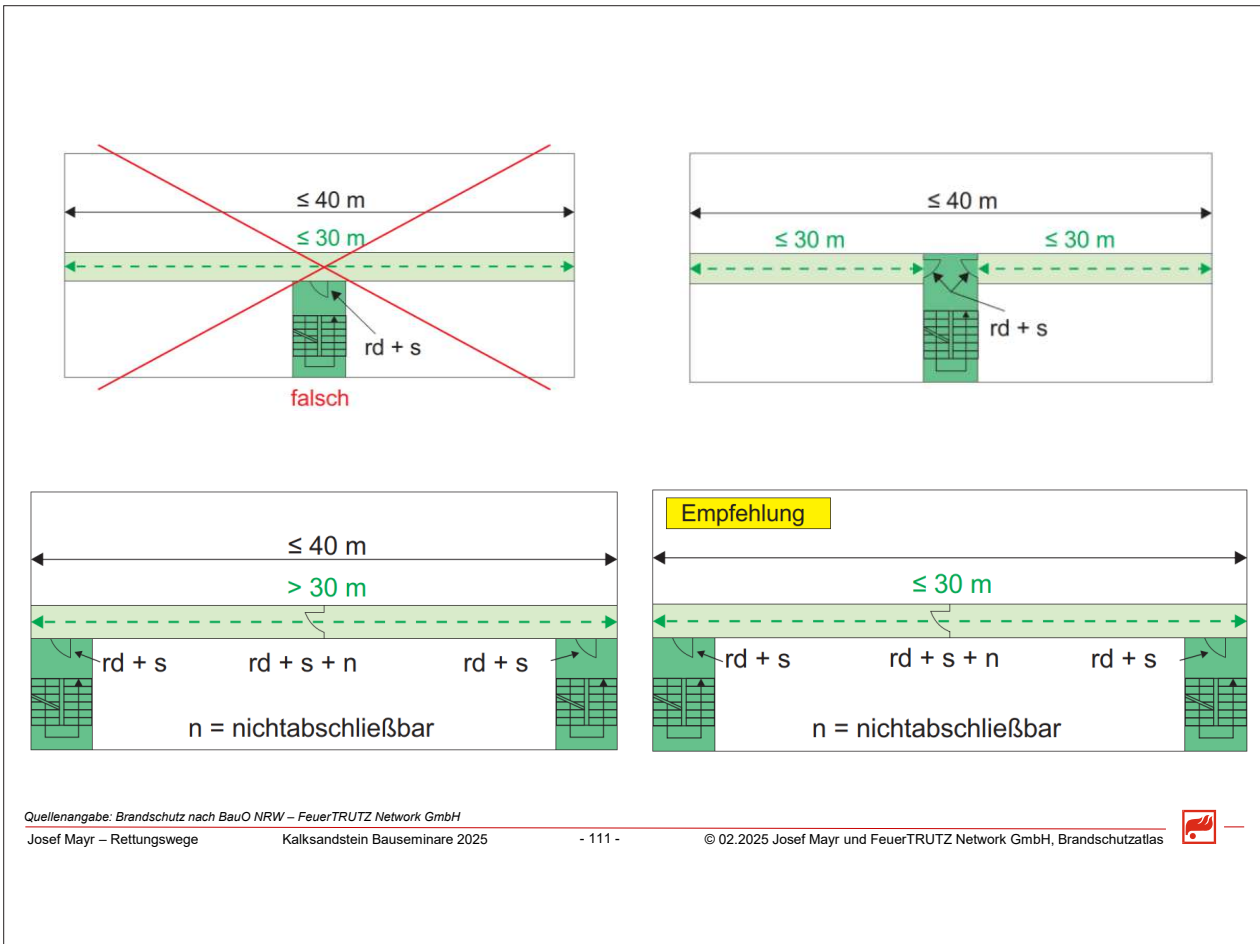 ≤ 40 m
≤ 30 m
rd + s
falsch
≤ 40 m
≤ 30 m ≤ 30 m
rd + s
≤ 40 m
> 30 m
rd + s rd + s + n rd + s
n = nichtabschließbar
Empfehlung
≤ 30 m
rd + s rd + s + n rd + s
n = nichtabschließbar
Quellenangabe: Brandschutz nach BauO NRW – FeuerTRUTZ Network GmbH
Josef Mayr – Rettungswege Kalksandstein Bauseminare 2025 - 111 - © 02.2025 Josef Mayr und FeuerTRUTZ Network GmbH, Brandschutzatlas